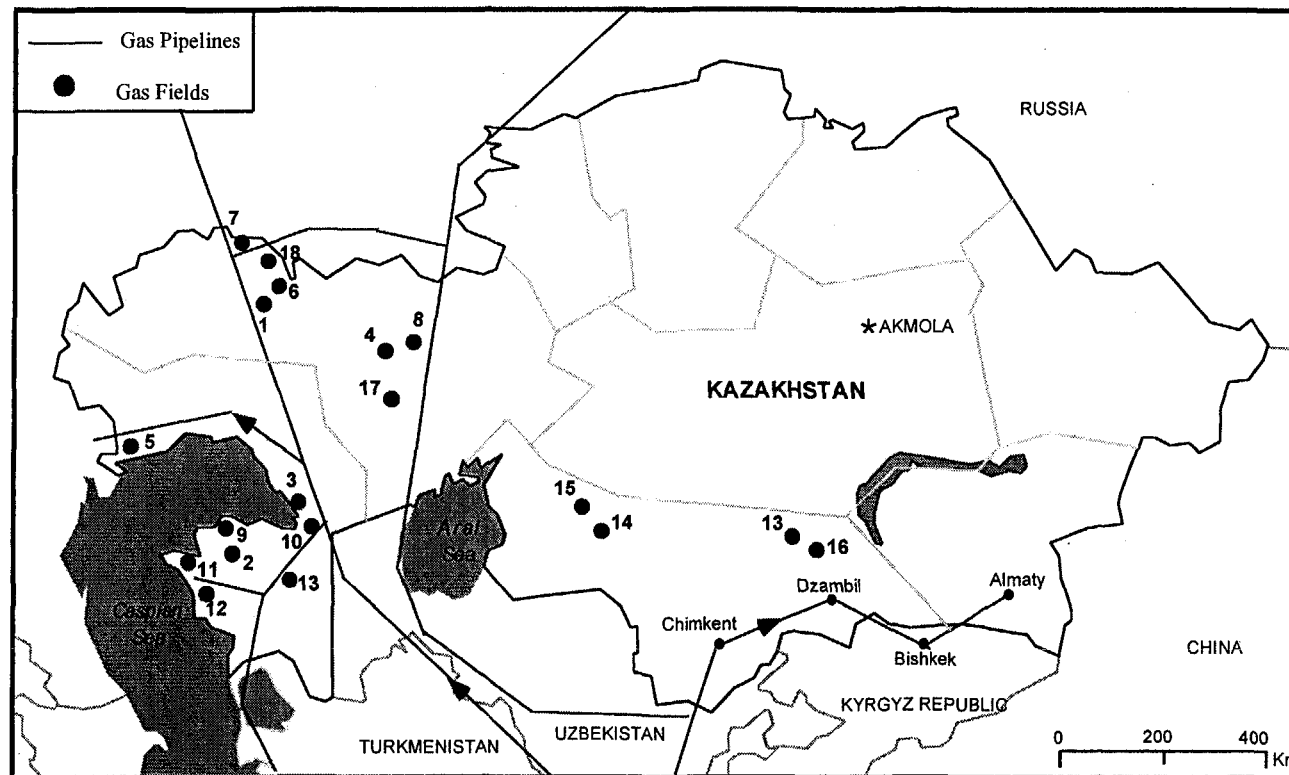 Gas Pipelines
Gas Fields
RUSSIA
7
18
6
1
4
8
17
*AKMOLA
KAZAKHSTAN
5
3
15
14
13
16
9
10
2
11
13
12
Aral
Sea
Caspian
Sea
Dzambil
Almaty
Chimkent
Bishkek
CHINA
KYRGYZ REPUBLIC
UZBEKISTAN
TURKMENISTAN
0 200 400 Km